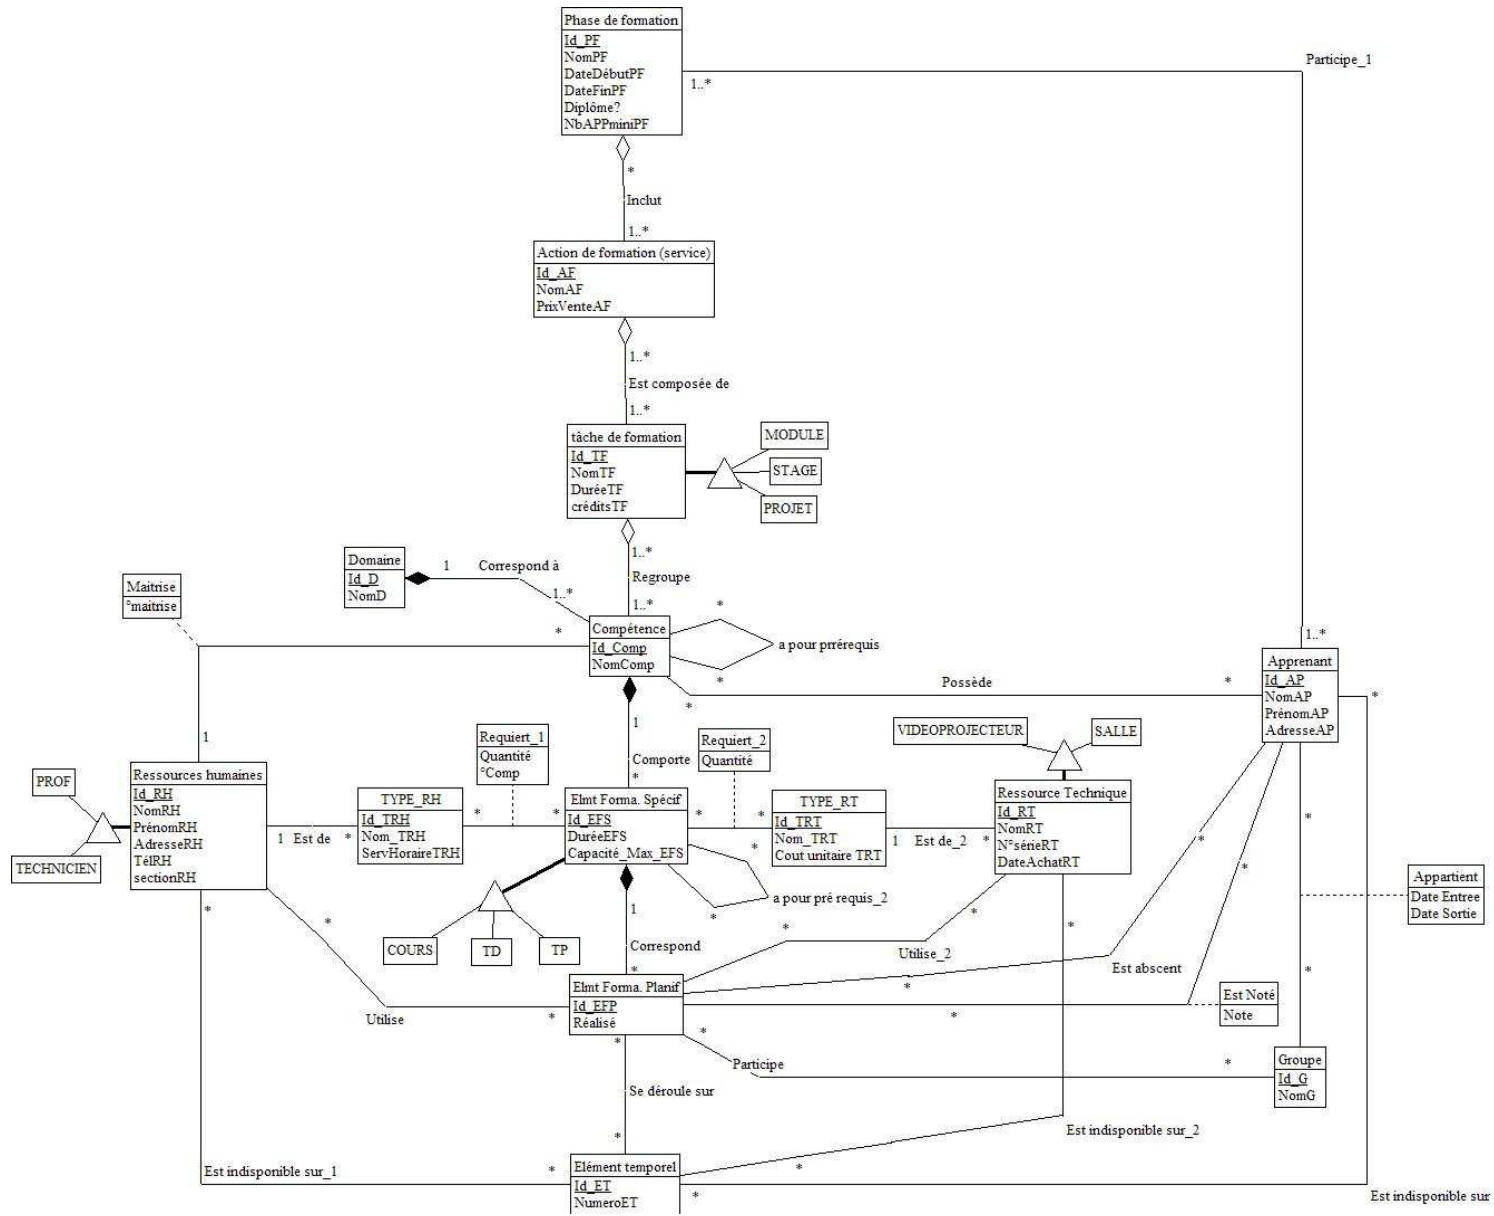 Phase de formation
Id_PF
NomPF
DateDébutPF
DateFinPF
Diplôme?
NbAPPminiPF
Participe_1
1..*
*
Inclut
1..*
Action de formation (service)
Id_AF
NomAF
PrixVenteAF
1..*
Est composée de
1..*
tâche de formation
Id_TF
NomTF
DuréeTF
créditsTF
MODULE
STAGE
PROJET
1..*
Regroupe
1..*
Domaine
Id_D
NomD
1
Correspond à
1..*
Maitrise
°maitrise
*
1
Compétence
Id_Comp
NomComp
*
a pour prrérequis
*
Possède
*
*
1..*
Apprenant
Id_AP
NomAP
PrénomAP
AdresseAP
*
1
Comporte
*
Requiert_1
Quantité
°Comp
Requiert_2
Quantité
VIDEOPROJECTEUR
SALLE
PROF
TECHNICIEN
Ressources humaines
Id_RH
NomRH
PrénomRH
AdresseRH
TélRH
sectionRH
1
Est de
*
TYPE_RH
Id_TRH
Nom_TRH
ServHoraireTRH
*
*
Elmt Forma. Spécif
Id_EFS
DuréeEFS
Capacité_Max_EFS
*
*
TYPE_RT
Id_TRT
Nom_TRT
Cout unitaire TRT
1
Est de_2
*
Ressource Technique
Id_RT
NomRT
N°sérieRT
DateAchatRT
*
a pour pré requis_2
*
COURS
TD
TP
1
Correspond
*
*
*
Utilise_2
*
*
Est abscent
*
*
*
Est Noté
Note
*
Appartient
Date Entree
Date Sortie
*
Elmt Forma. Planif
Id_EFP
Réalisé
*
Utilise
*
*
Participe
*
Groupe
Id_G
NomG
*
Se déroule sur
*
*
Est indisponible sur_1
*
*
Est indisponible sur_2
*
Elément temporel
Id_ET
NumeroET
*
Est indisponible sur